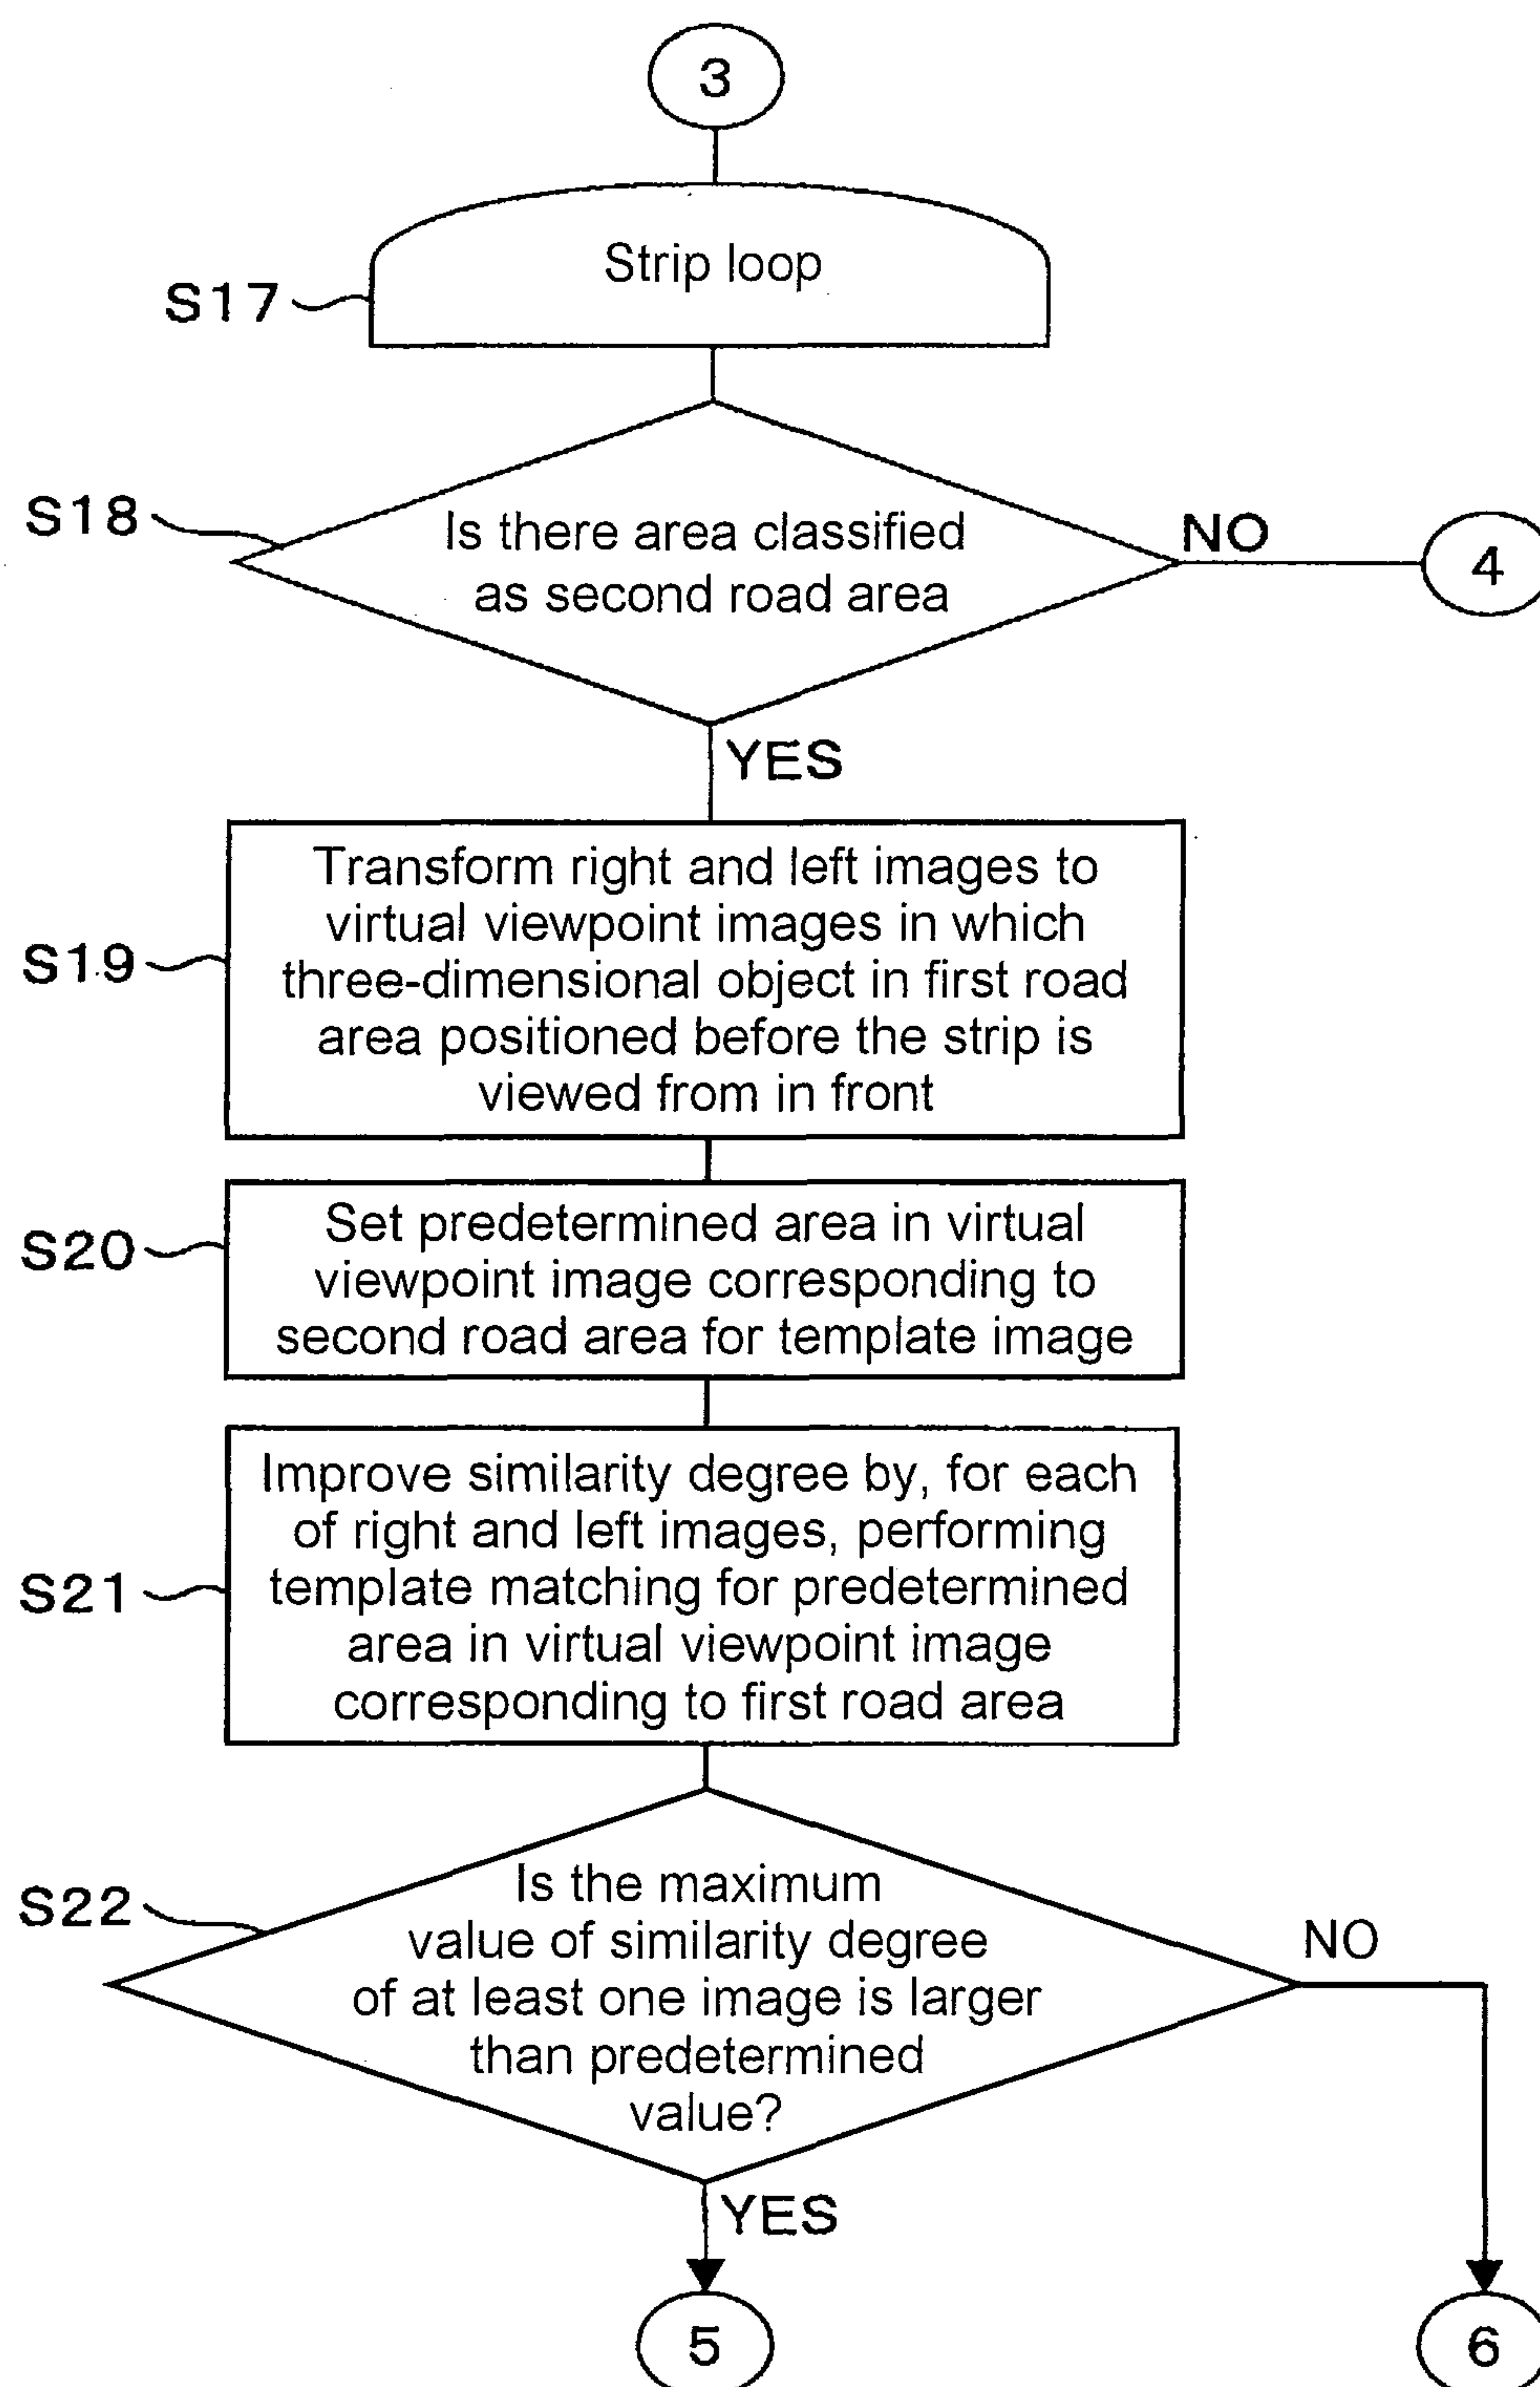 3
Strip loop
S17
S18
Is there area classified
as second road area
NO
4
YES
S19
Transform right and left images to
virtual viewpoint images in which
three-dimensional object in first road
area positioned before the strip is
viewed from in front
S20
Set predetermined area in virtual
viewpoint image corresponding to
second road area for template image
S21
Improve similarity degree by, for each
of right and left images, performing
template matching for predetermined
area in virtual viewpoint image
corresponding to first road area
S22
Is the maximum
value of similarity degree
of at least one image is larger
than predetermined
value?
NO
YES
5
6